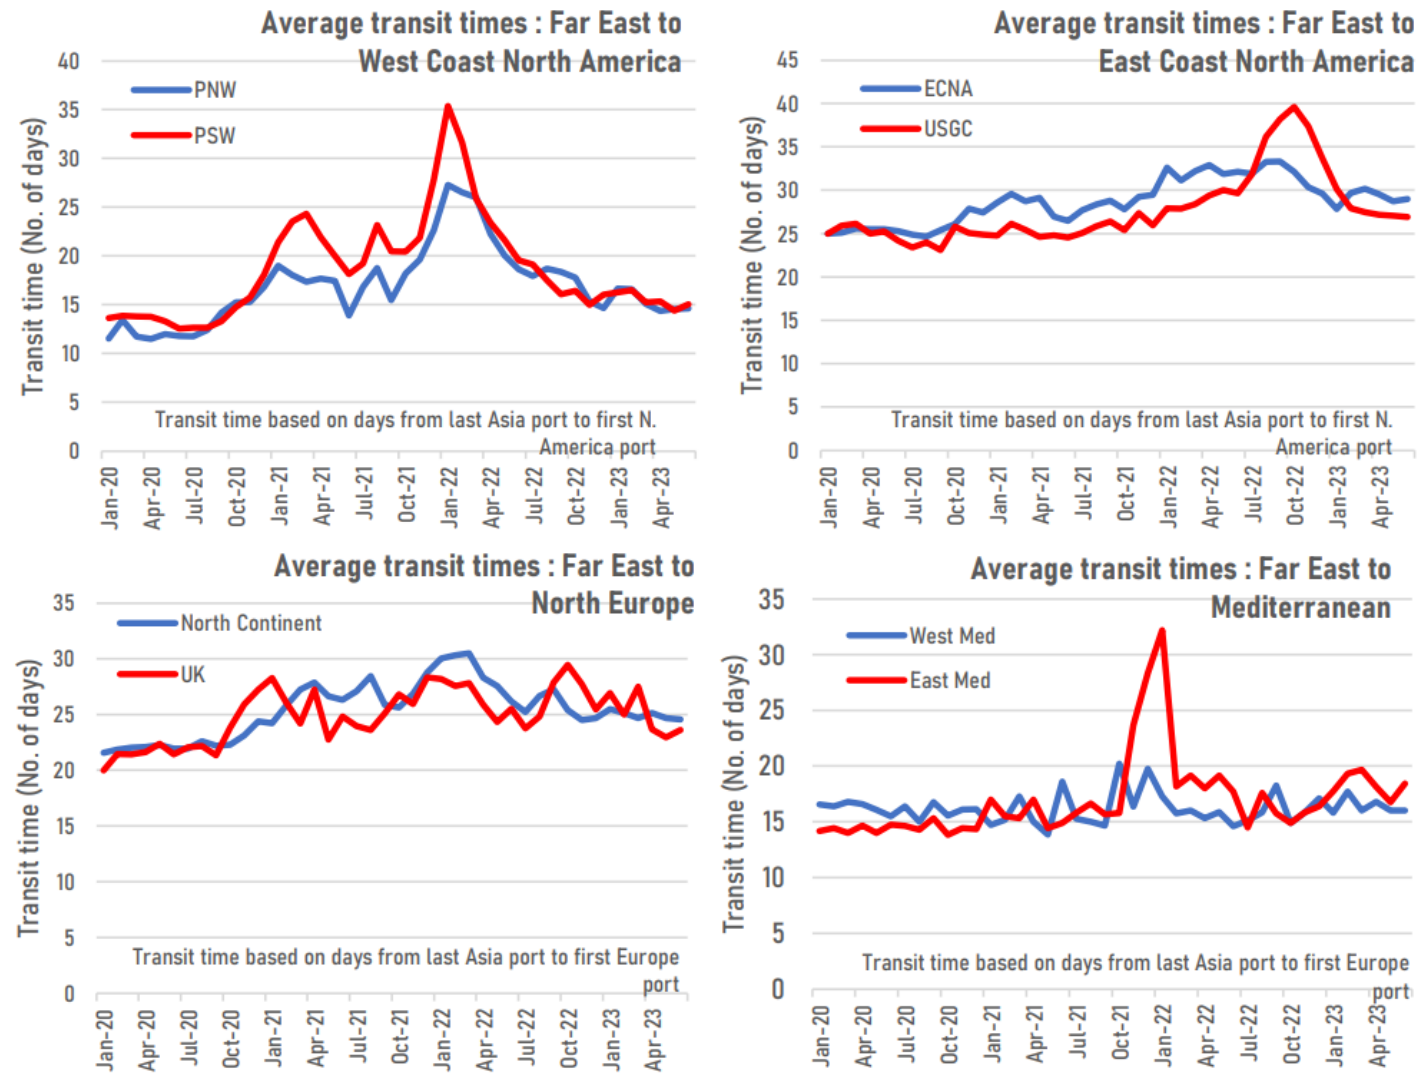 Average transit times : Far East to
West Coast North America
40
35
30
25
20
15
10
5
0
Transit time (No. of days)
PNW
PSW
Transit time based on days from last Asia port to first N.
America port
Jan-20
Apr-20
Jul-20
Oct-20
Jan-21
Apr-21
Jul-21
Oct-21
Jan-22
Apr-22
Jul-22
Oct-22
Jan-23
Apr-23
Average transit times : Far East to
East Coast North America
45
40
35
30
25
20
15
10
5
0
Transit time (No. of days)
ECNA
USGC
Transit time based on days from last Asia port to first N.
America port
Jan-20
Apr-20
Jul-20
Oct-20
Jan-21
Apr-21
Jul-21
Oct-21
Jan-22
Apr-22
Jul-22
Oct-22
Jan-23
Apr-23
Average transit times : Far East to
North Europe
35
30
25
20
15
10
5
0
Transit time (No. of days)
North Continent
UK
Transit time based on days from last Asia port to first Europe
port
Jan-20
Apr-20
Jul-20
Oct-20
Jan-21
Apr-21
Jul-21
Oct-21
Jan-22
Apr-22
Jul-22
Oct-22
Jan-23
Apr-23
Average transit times : Far East to
Mediterranean
35
30
25
20
15
10
5
0
Transit time (No. of days)
West Med
East Med
Transit time based on days from last Asia port to first Europe
port
Jan-20
Apr-20
Jul-20
Oct-20
Jan-21
Apr-21
Jul-21
Oct-21
Jan-22
Apr-22
Jul-22
Oct-22
Jan-23
Apr-23